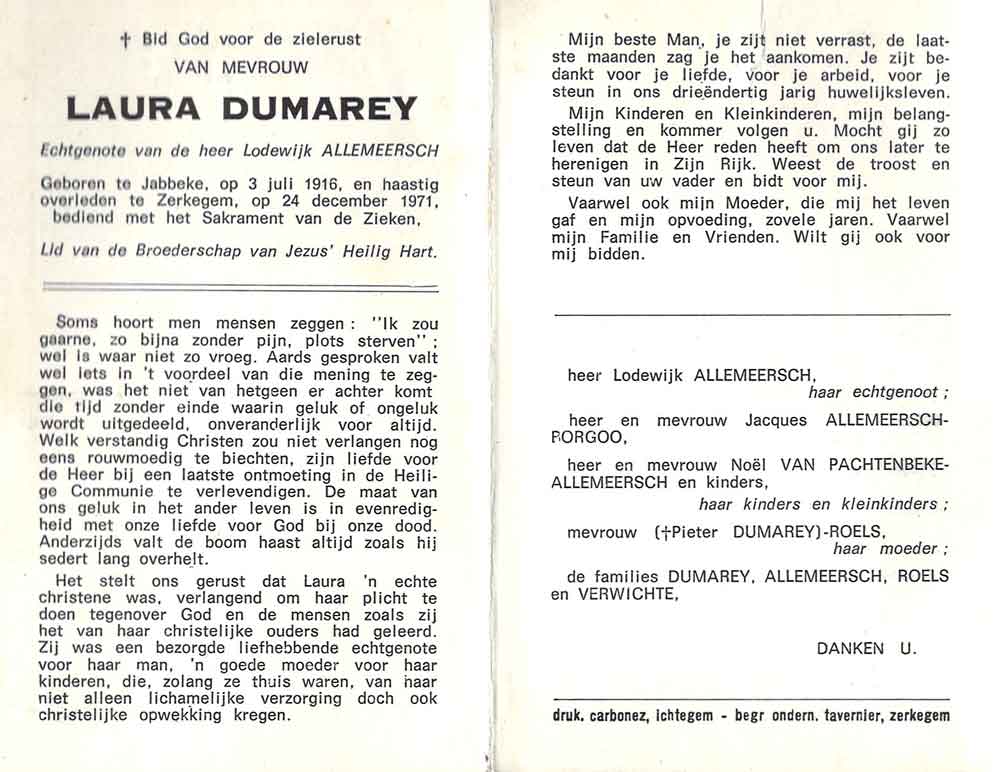 † Bid God voor de zielerust
VAN MEVROUW
LAURA DUMAREY
Echtgenote van de heer Lodewijk ALLEMEERSCH
Geboren te Jabbeke, op 3 juli 1916, en haastig
overleden te Zerkegem, op 24 december 1971,
bediend met het Sakrament van de Zieken,
Lid van de Broederschap van Jezus' Heilig Hart.
Soms hoort men mensen zeggen : "Ik zou
gaarne, zo bijna zonder pijn, plots sterven" ;
wel is waar niet zo vroeg. Aards gesproken valt
wel iets in 't voordeel van die mening te zeg-
gen, was het niet van hetgeen er achter komt
die tijd zonder einde waarin geluk of ongeluk
wordt uitgedeeld, onveranderlijk voor altijd.
Welk verstandig Christen zou niet verlangen nog
eens rouwmoedig te biechten, zijn liefde voor
de Heer bij een laatste ontmoeting in de Heili-
ge Communie te verlevendigen. De maat van
ons geluk in het ander leven is in evenredig-
heid met onze liefde voor God bij onze dood.
Anderzijds valt de boom haast altijd zoals hij
sedert lang overhelt.
Het stelt ons gerust dat Laura 'n echte
christene was, verlangend om haar plicht te
doen tegenover God en de mensen zoals zij
het van haar christelijke ouders had geleerd.
Zij was een bezorgde liefhebbende echtgenote
voor haar man, 'n goede moeder voor haar
kinderen, die, zolang ze thuis waren, van haar
niet alleen lichamelijke verzorging doch ook
christelijke opwekking kregen.
Mijn beste Man, je zijt niet verrast, de laat-
ste maanden zag je het aankomen. Je zijt be-
dankt voor je liefde, voor je arbeid, voor je
steun in ons drieëndertig jarig huwelijksleven.
Mijn Kinderen en Kleinkinderen, mijn belang-
stelling en kommer volgen u. Mocht gij zo
leven dat de Heer reden heeft om ons later te
herenigen in Zijn Rijk. Weest de troost en
steun van uw vader en bidt voor mij.
Vaarwel ook mijn Moeder, die mij het leven
gaf en mijn opvoeding, zovele jaren. Vaarwel
mijn Familie en Vrienden. Wilt gij ook voor
mij bidden.
heer Lodewijk ALLEMEERSCH,
haar echtgenoot ;
heer en mevrouw Jacques ALLEMEERSCH-
BORGOO,
heer en mevrouw Noël VAN PACHTENBEKE-
ALLEMEERSCH en kinders,
haar kinders en kleinkinders ;
mevrouw (†Pieter DUMAREY)-ROELS,
haar moeder ;
de families DUMAREY, ALLEMEERSCH, ROELS
en VERWICHTE,
DANKEN U.
druk. carbonez, ichtegem - begr ondern. tavernier, zerkegem